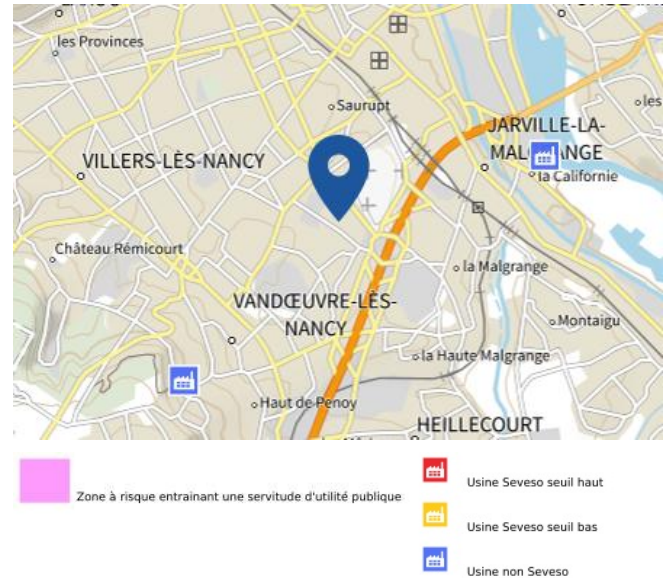 les Provinces
Saurupt
les
JARVILLE-LA-
VILLERS-LÈS-NANCY
la Californie
Château Rémicourt
la Malgrange
VANDŒUVRE-LÈS-
NANCY
Montaigu
la Haute Malgrange
Haut de Penoy
HEILLECOURT
Zone à risque entrainant une servitude d'utilité publique
Usine Seveso seuil haut
Usine Seveso seuil bas
Usine non Seveso